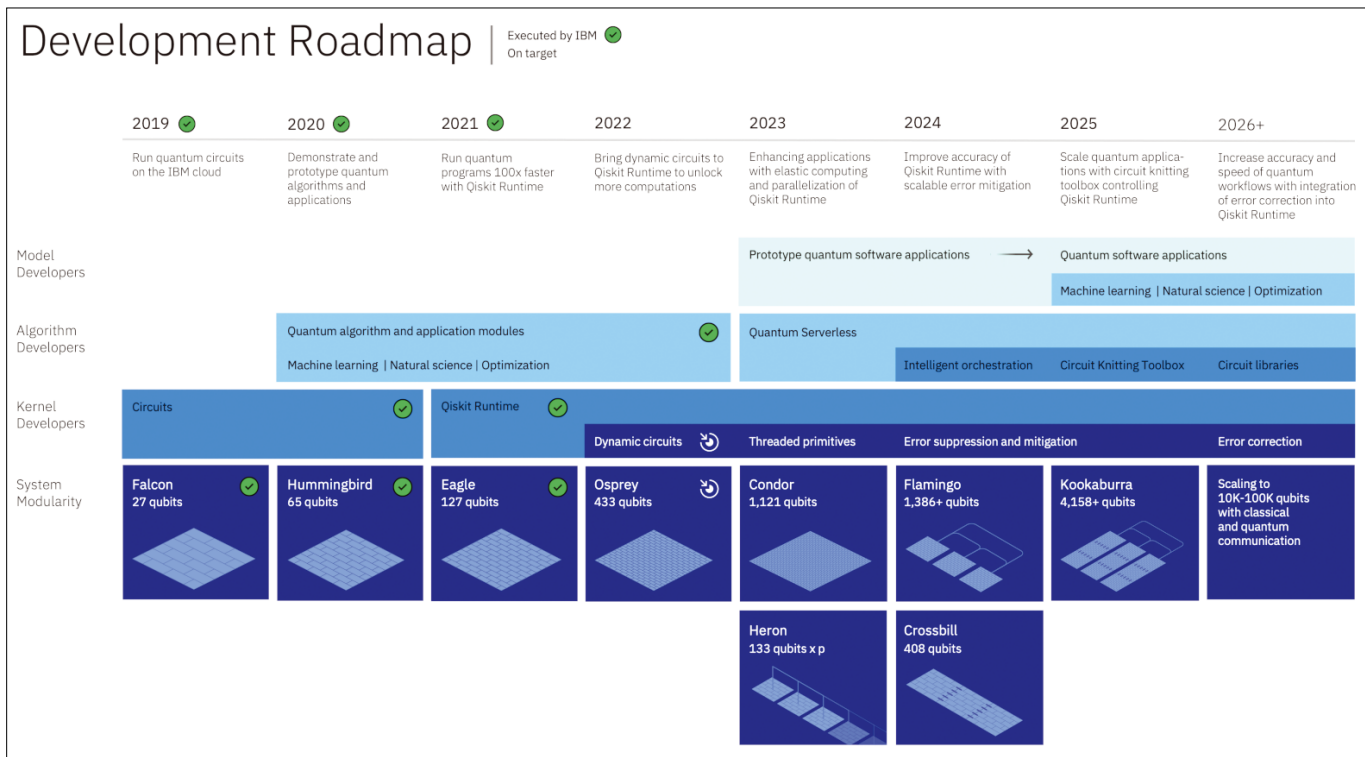 Development Roadmap
Executed by IBM
On target
2019
2020
2021
2022
2023
2024
2025
2026+
Run quantum circuits
on the IBM cloud
Demonstrate and
prototype quantum
algorithms and
applications
Run quantum
programs 100x faster
with Qiskit Runtime
Bring dynamic circuits to
Qiskit Runtime to unlock
more computations
Enhancing applications
with elastic computing
and parallelization of
Qiskit Runtime
Improve accuracy of
Qiskit Runtime with
scalable error mitigation
Scale quantum applica-
tions with circuit knitting
toolbox controlling
Qiskit Runtime
Increase accuracy and
speed of quantum
workflows with integration
of error correction into
Qiskit Runtime
Model
Developers
Prototype quantum software applications
Quantum software applications
Machine learning | Natural science | Optimization
Algorithm
Developers
Quantum algorithm and application modules
Machine learning | Natural science | Optimization
Quantum Serverless
Intelligent orchestration
Circuit Knitting Toolbox
Circuit libraries
Kernel
Developers
Circuits
Qiskit Runtime
Dynamic circuits
Threaded primitives
Error suppression and mitigation
Error correction
System
Modularity
Falcon
27 qubits
Hummingbird
65 qubits
Eagle
127 qubits
Osprey
433 qubits
Condor
1,121 qubits
Flamingo
1,386+ qubits
Kookaburra
4,158+ qubits
Scaling to
10K-100K qubits
with classical
and quantum
communication
Heron
133 qubits x p
Crossbill
408 qubits